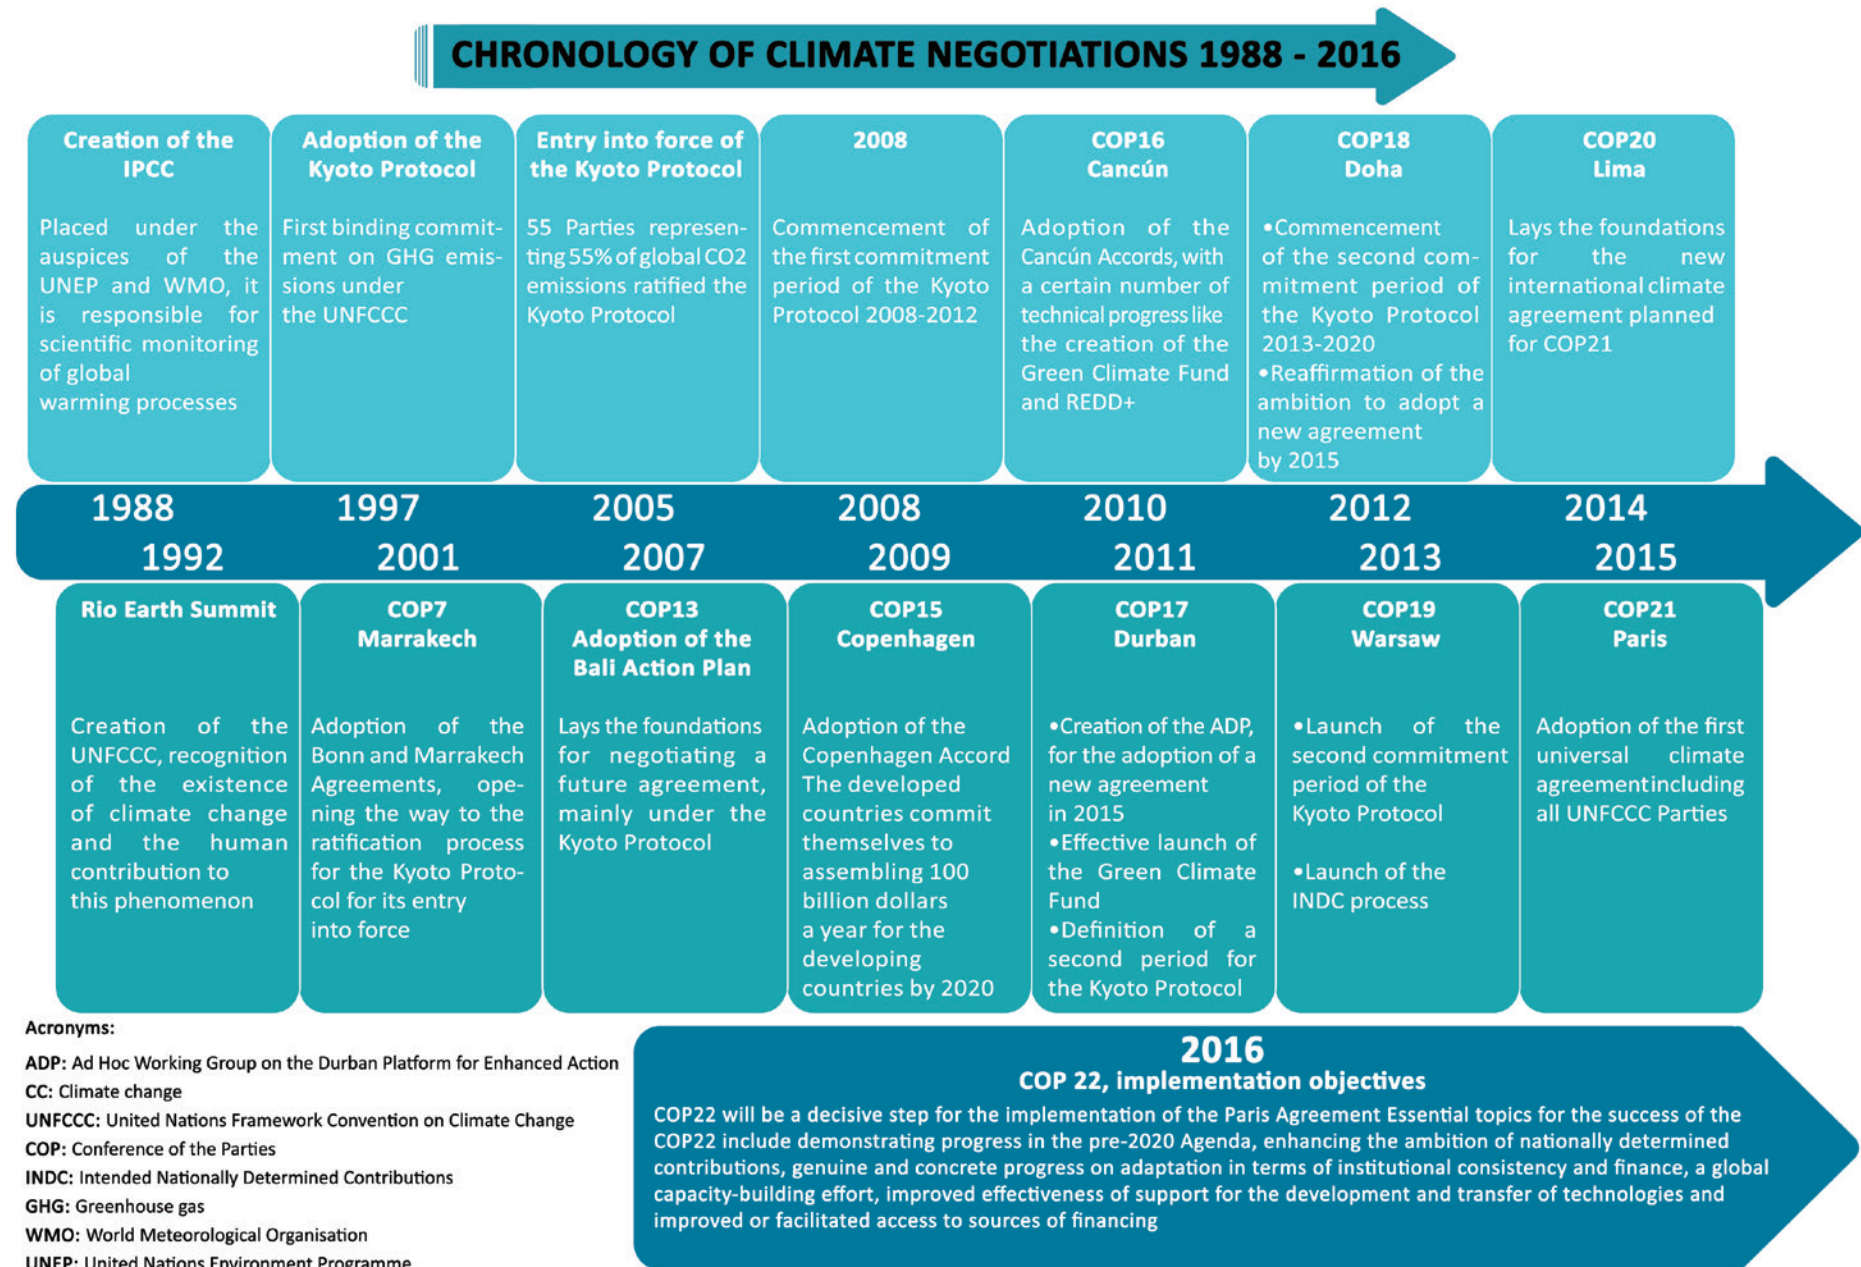 CHRONOLOGY OF CLIMATE NEGOTIATIONS 1988 - 2016
Creation of the
IPCC
Placed under the
auspices of the
UNEP and WMO, it
is responsible for
scientific monitoring
of global
warming processes
Adoption of the
Kyoto Protocol
First binding commit-
ment on GHG emis-
sions under
the UNFCCC
Entry into force of
the Kyoto Protocol
55 Parties represen-
ting 55% of global CO2
emissions ratified the
Kyoto Protocol
2008
Commencement of
the first commitment
period of the Kyoto
Protocol 2008-2012
COP16
Cancún
Adoption of the
Cancún Accords, with
a certain number of
technical progress like
the creation of the
Green Climate Fund
and REDD+
COP18
Doha
•Commencement
of the second com-
mitment period of
the Kyoto Protocol
2013-2020
•Reaffirmation of the
ambition to adopt a
new agreement
by 2015
COP20
Lima
Lays the foundations
for the new
international climate
agreement planned
for COP21
1988 1997 2005 2008 2010 2012 2014
1992 2001 2007 2009 2011 2013 2015
Rio Earth Summit
Creation of the
UNFCCC, recognition
of the existence
of climate change
and the human
contribution to
this phenomenon
COP7
Marrakech
Adoption of the
Bonn and Marrakech
Agreements, ope-
ning the way to the
ratification process
for the Kyoto Proto-
col for its entry
into force
COP13
Adoption of the
Bali Action Plan
Lays the foundations
for negotiating a
future agreement,
mainly under the
Kyoto Protocol
COP15
Copenhagen
Adoption of the
Copenhagen Accord
The developed
countries commit
themselves to
assembling 100
billion dollars
a year for the
developing
countries by 2020
COP17
Durban
•Creation of the ADP,
for the adoption of a
new agreement
in 2015
•Effective launch of
the Green Climate
Fund
•Definition of a
second period for
the Kyoto Protocol
COP19
Warsaw
•Launch of the
second commitment
period of the
Kyoto Protocol
•Launch of the
INDC process
COP21
Paris
Adoption of the first
universal climate
agreement including
all UNFCCC Parties
Acronyms:
ADP: Ad Hoc Working Group on the Durban Platform for Enhanced Action
CC: Climate change
UNFCCC: United Nations Framework Convention on Climate Change
COP: Conference of the Parties
INDC: Intended Nationally Determined Contributions
GHG: Greenhouse gas
WMO: World Meteorological Organisation
UNEP: United Nations Environment Programme
2016
COP 22, implementation objectives
COP22 will be a decisive step for the implementation of the Paris Agreement Essential topics for the success of the
COP22 include demonstrating progress in the pre-2020 Agenda, enhancing the ambition of nationally determined
contributions, genuine and concrete progress on adaptation in terms of institutional consistency and finance, a global
capacity-building effort, improved effectiveness of support for the development and transfer of technologies and
improved or facilitated access to sources of financing